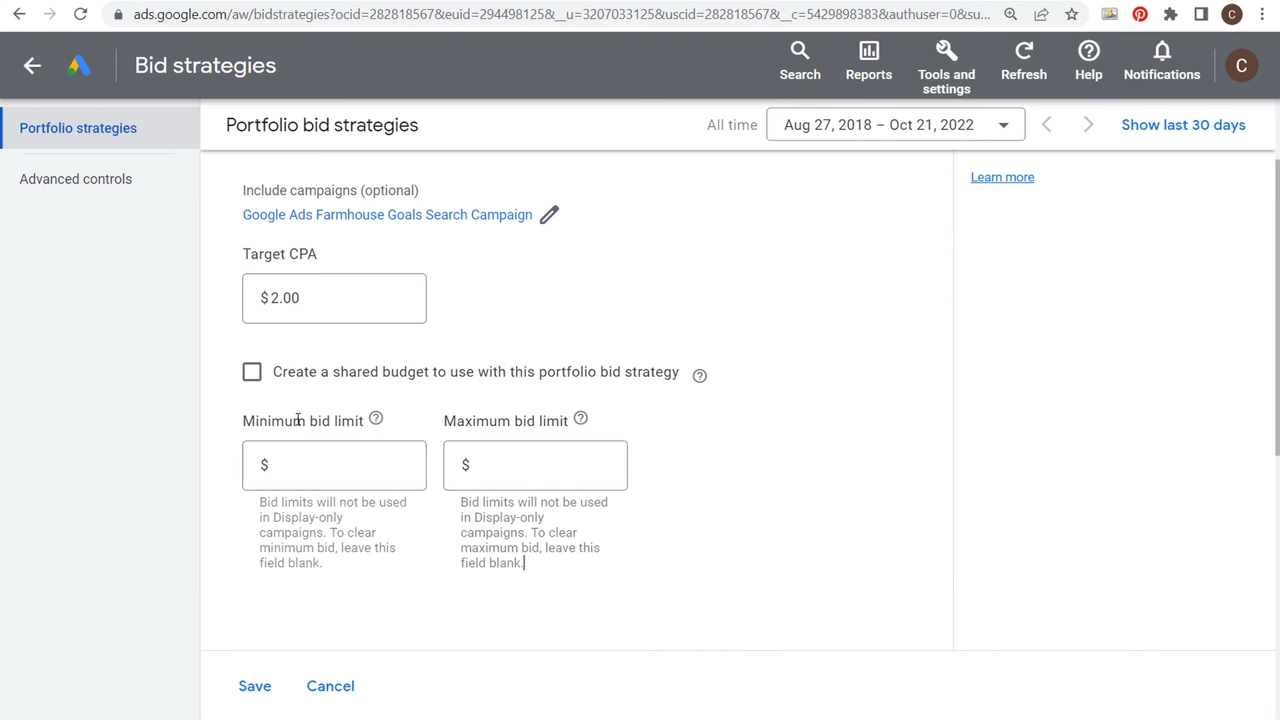 ads.google.com/aw/bidstrategies?ocid=282818567&euid=294498125&__u=3207033125&uscid=282818567&__c=5429898383&authuser=0&su...
C
Bid strategies
Search
Reports
Tools and
settings
Refresh
Help
Notifications
C
Portfolio strategies
Advanced controls
Portfolio bid strategies
All time
Aug 27, 2018 – Oct 21, 2022
Show last 30 days
Include campaigns (optional)
Google Ads Farmhouse Goals Search Campaign
Learn more
Target CPA
$ 2.00
Create a shared budget to use with this portfolio bid strategy
Minimum bid limit
$
Bid limits will not be used
in Display-only
campaigns. To clear
minimum bid, leave this
field blank.
Maximum bid limit
$
Bid limits will not be used
in Display-only
campaigns. To clear
maximum bid, leave this
field blank.
Save
Cancel